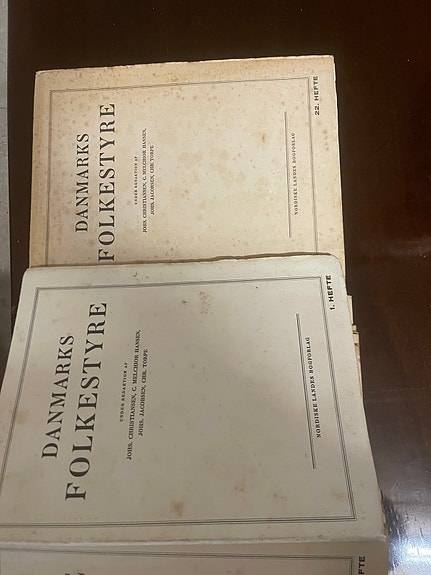 22. HEFTE
DANMARKS
FOLKESTYRE
UNDER REDAKTION AF
JOHS. CHRISTIANSEN, C. MELCHIOR HANSEN,
JOHS. JACOBSEN, CHR. TORPE
NORDISKE LANDES BOGFORLAG
1. HEFTE
DANMARKS
FOLKESTYRE
UNDER REDAKTION AF
JOHS. CHRISTIANSEN, C. MELCHIOR HANSEN,
JOHS. JACOBSEN, CHR. TORPE
NORDISKE LANDES BOGFORLAG